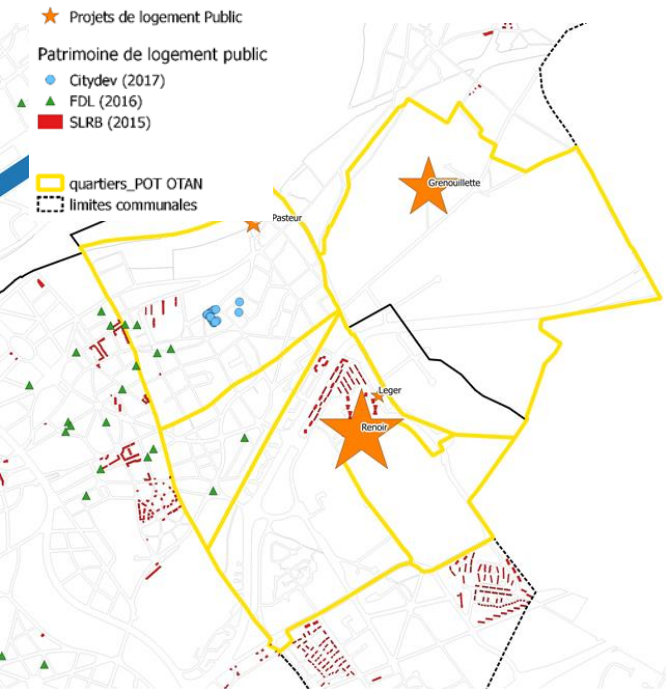 Projets de logement Public
Patrimoine de logement public
Citydev (2017)
FDL (2016)
SLRB (2015)
quartiers_POT OTAN
limites communales
Grenouillette
Pasteur
Leger
Renoir